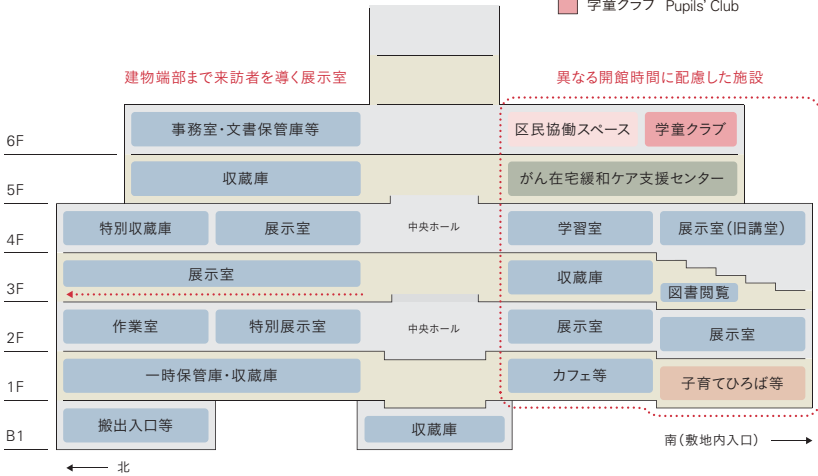 学童クラブ Pupils' Club
建物端部まで来訪者を導く展示室
異なる開館時間に配慮した施設
6F
事務室・文書保管庫等
区民協働スペース
学童クラブ
5F
収蔵庫
がん在宅緩和ケア支援センター
4F
特別収蔵庫
展示室
中央ホール
学習室
展示室(旧講堂)
3F
展示室
収蔵庫
図書閲覧
2F
作業室
特別展示室
中央ホール
展示室
展示室
1F
一時保管庫・収蔵庫
カフェ等
子育てひろば等
B1
搬出入口等
収蔵庫
南(敷地内入口)
北